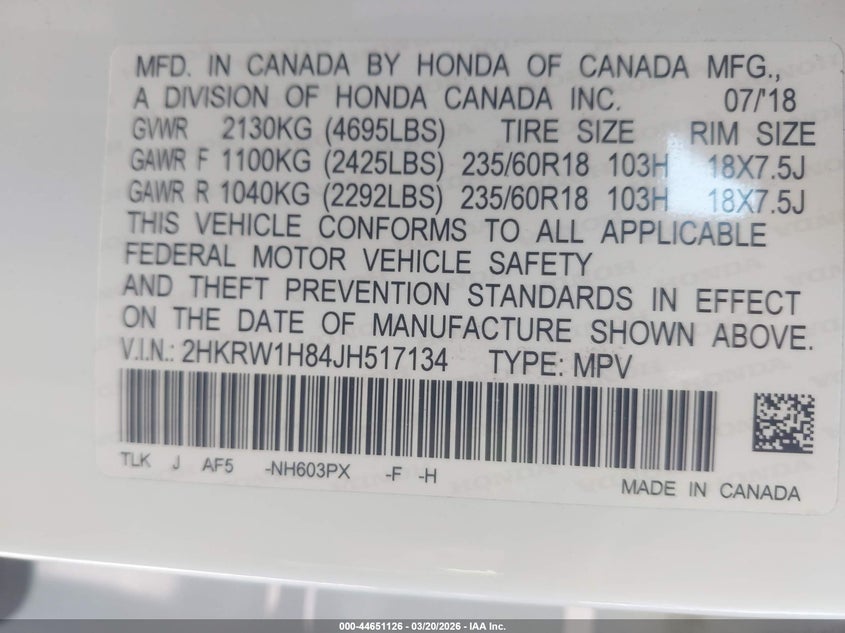 MFD. IN CANADA BY HONDA OF CANADA MFG.,
A DIVISION OF HONDA CANADA INC. 07/'18
GVWR 2130KG (4695LBS) TIRE SIZE RIM SIZE
GAWR F 1100KG (2425LBS) 235/60R18 103H 18X7.5J
GAWR R 1040KG (2292LBS) 235/60R18 103H 18X7.5J
THIS VEHICLE CONFORMS TO ALL APPLICABLE
FEDERAL MOTOR VEHICLE SAFETY
AND THEFT PREVENTION STANDARDS IN EFFECT
ON THE DATE OF MANUFACTURE SHOWN ABOVE.
V.I.N.: 2HKRW1H84JH517134 TYPE: MPV
TLK J AF5 -NH603PX -F -H
MADE IN CANADA
000-44651126 - 03/20/2026 - IAA Inc.